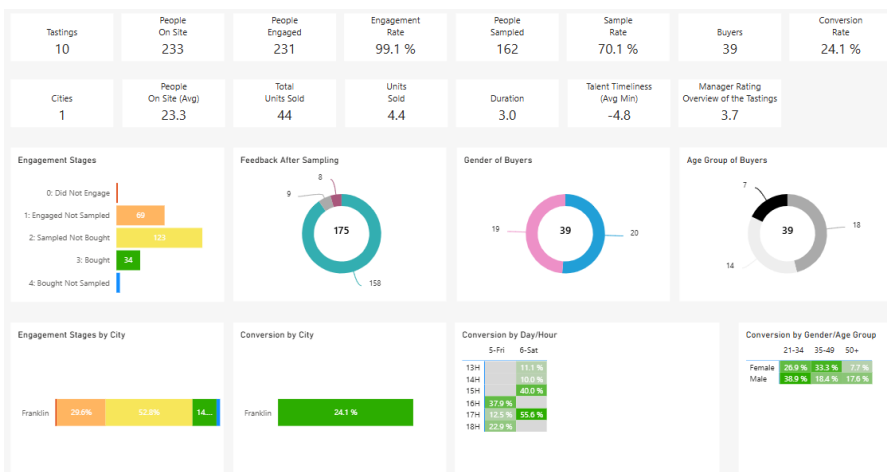 Tastings
10
People
On Site
233
People
Engaged
231
Engagement
Rate
99.1 %
People
Sampled
162
Sample
Rate
70.1 %
Buyers
39
Conversion
Rate
24.1 %
Cities
1
People
On Site (Avg)
23.3
Total
Units Sold
44
Units
Sold
4.4
Duration
3.0
Talent Timeliness
(Avg Min)
-4.8
Manager Rating
Overview of the Tastings
3.7
Engagement Stages
0: Did Not Engage
1: Engaged Not Sampled
69
2: Sampled Not Bought
123
3: Bought
34
4: Bought Not Sampled
Feedback After Sampling
8
9
175
158
Gender of Buyers
19
39
20
Age Group of Buyers
7
39
18
14
Engagement Stages by City
Franklin 29.6% 52.8% 14....
Conversion by City
Franklin 24.1 %
Conversion by Day/Hour
5-Fri 6-Sat
13H 11.1 %
14H 10.0 %
15H 40.0 %
16H 37.9 %
17H 12.5 % 55.6 %
18H 22.9 %
Conversion by Gender/Age Group
21-34 35-49 50+
Female 26.9 % 33.3 % 7.7 %
Male 38.9 % 18.4 % 17.6 %